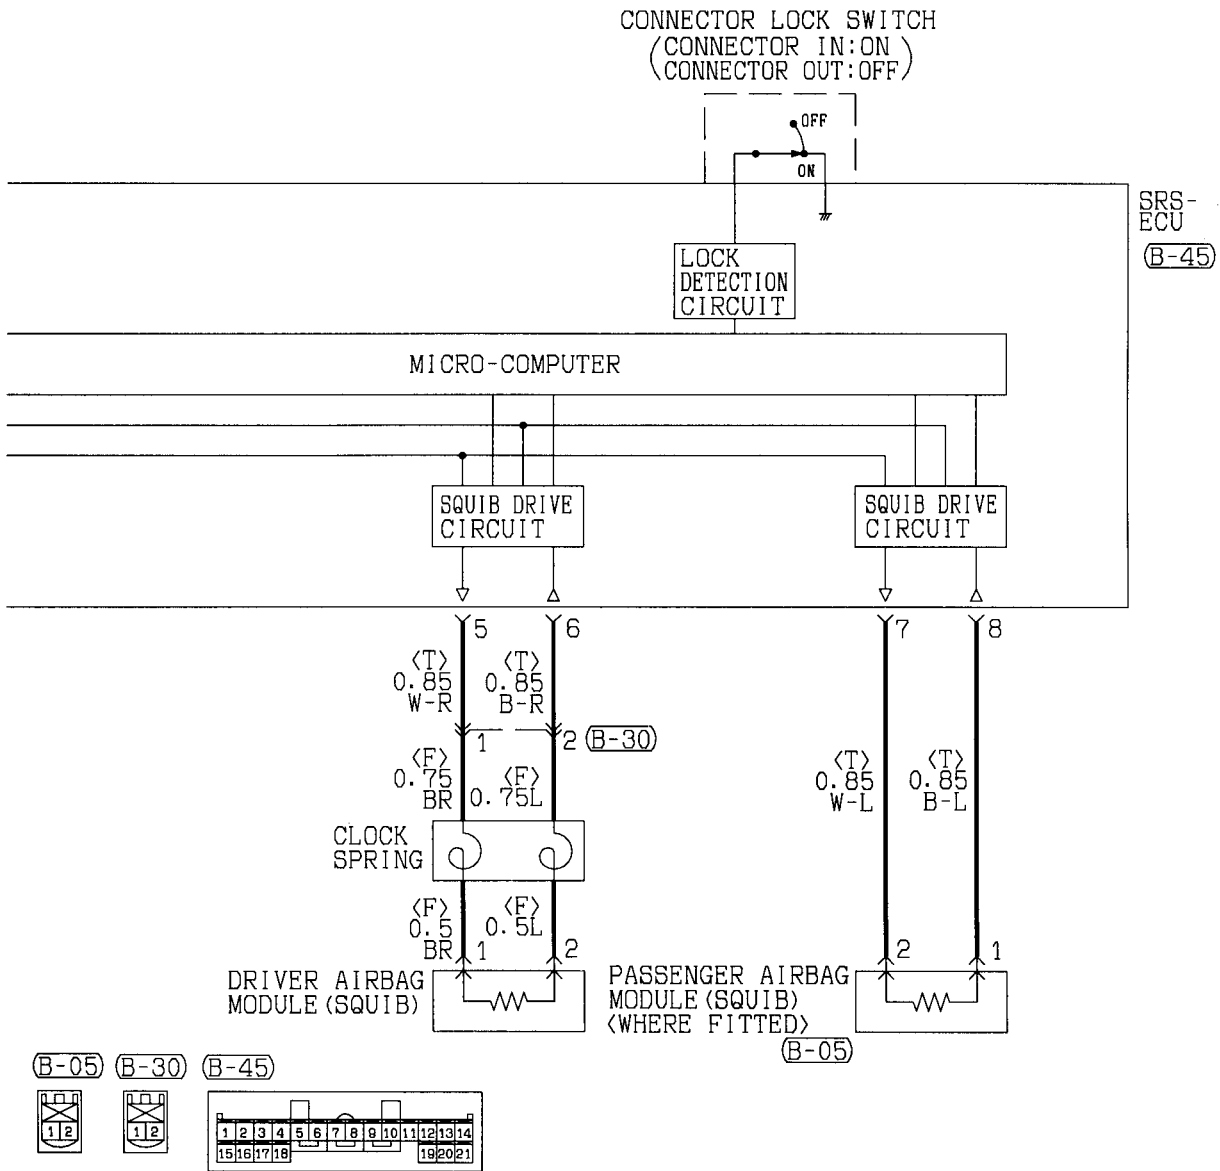 CONNECTOR LOCK SWITCH
(CONNECTOR IN:ON)
(CONNECTOR OUT:OFF)
OFF
ON
SRS-
ECU
(B-45)
LOCK
DETECTION
CIRCUIT
MICRO-COMPUTER
SQUIB DRIVE
CIRCUIT
SQUIB DRIVE
CIRCUIT
5
6
7
8
<T>
0.85
W-R
<T>
0.85
B-R
1
2
(B-30)
<F>
0.75
BR
<F>
0.75L
<T>
0.85
W-L
<T>
0.85
B-L
CLOCK
SPRING
<F>
0.5
BR
<F>
0.5L
1
2
2
1
DRIVER AIRBAG
MODULE(SQUIB)
PASSENGER AIRBAG
MODULE(SQUIB)
<WHERE FITTED>
(B-05)
(B-05) (B-30) (B-45)
1 2
1 2
1 2 3 4 5 6 7 8 9 10 11 12 13 14
15 16 17 18 19 20 21